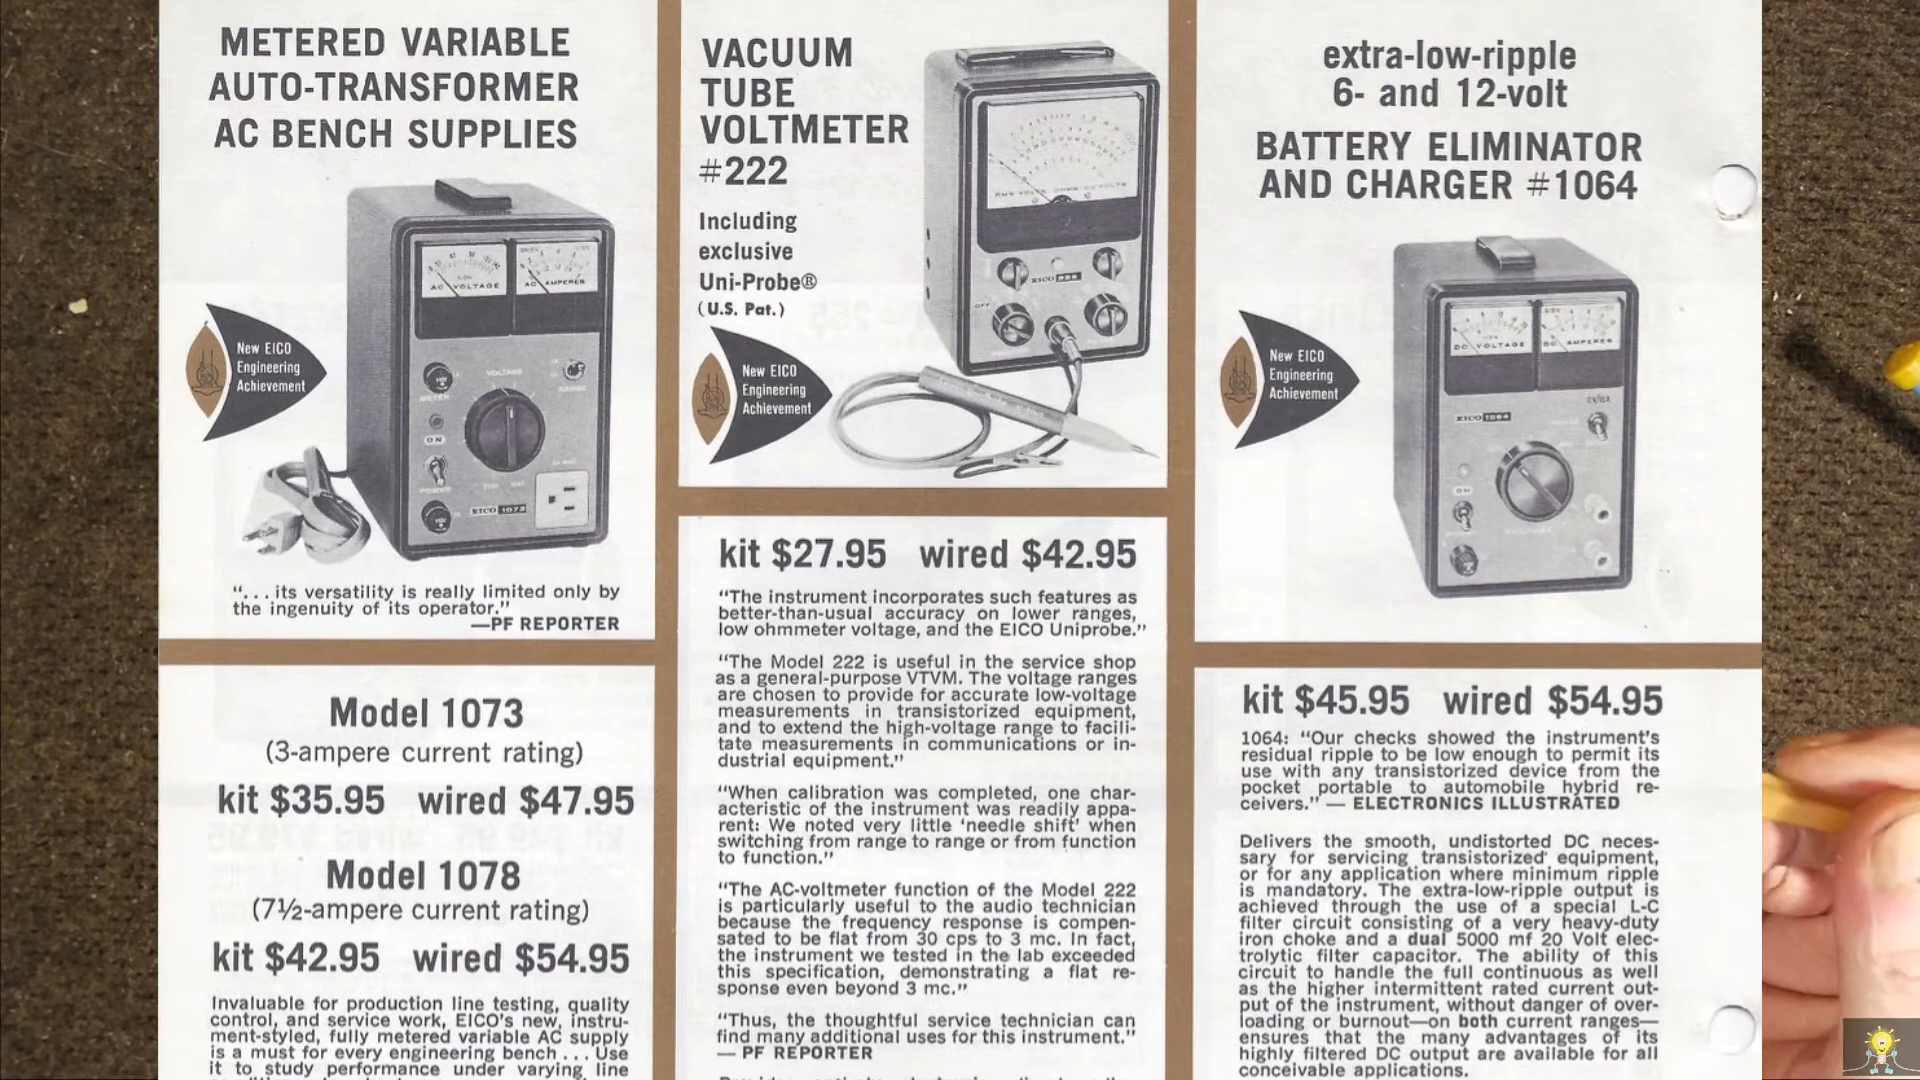 METERED VARIABLE
AUTO-TRANSFORMER
AC BENCH SUPPLIES
AC VOLTAGE
AC AMPERES
VOLTAGE
RANGE
METER
ON
POWER
EICO 1073
New EICO
Engineering
Achievement
“. . . its versatility is really limited only by
the ingenuity of its operator.”
—PF REPORTER
Model 1073
(3-ampere current rating)
kit $35.95 wired $47.95
Model 1078
(7½-ampere current rating)
kit $42.95 wired $54.95
Invaluable for production line testing, quality
control, and service work, EICO’s new, instru-
ment-styled, fully metered variable AC supply
is a must for every engineering bench . . . Use
it to study performance under varying line
VACUUM
TUBE
VOLTMETER
#222
Including
exclusive
Uni-Probe®
(U.S. Pat.)
EICO 222
OFF
New EICO
Engineering
Achievement
kit $27.95 wired $42.95
“The instrument incorporates such features as
better-than-usual accuracy on lower ranges,
low ohmmeter voltage, and the EICO Uniprobe.”
“The Model 222 is useful in the service shop
as a general-purpose VTVM. The voltage ranges
are chosen to provide for accurate low-voltage
measurements in transistorized equipment,
and to extend the high-voltage range to facili-
tate measurements in communications or in-
dustrial equipment.”
“When calibration was completed, one char-
acteristic of the instrument was readily appa-
rent: We noted very little ‘needle shift’ when
switching from range to range or from function
to function.”
“The AC-voltmeter function of the Model 222
is particularly useful to the audio technician
because the frequency response is compen-
sated to be flat from 30 cps to 3 mc. In fact,
the instrument we tested in the lab exceeded
this specification, demonstrating a flat re-
sponse even beyond 3 mc.”
“Thus, the thoughtful service technician can
find many additional uses for this instrument.”
— PF REPORTER
extra-low-ripple
6- and 12-volt
BATTERY ELIMINATOR
AND CHARGER #1064
DC VOLTAGE
DC AMPERES
EICO 1064
ON
New EICO
Engineering
Achievement
kit $45.95 wired $54.95
1064: “Our checks showed the instrument’s
residual ripple to be low enough to permit its
use with any transistorized device from the
pocket portable to automobile hybrid re-
ceivers.” — ELECTRONICS ILLUSTRATED
Delivers the smooth, undistorted DC neces-
sary for servicing transistorized equipment,
or for any application where minimum ripple
is mandatory. The extra-low-ripple output is
achieved through the use of a special L-C
filter circuit consisting of a very heavy-duty
iron choke and a dual 5000 mf 20 Volt elec-
trolytic filter capacitor. The ability of this
circuit to handle the full continuous as well
as the higher intermittent rated current out-
put of the instrument, without danger of over-
loading or burnout—on both current ranges—
ensures that the many advantages of its
highly filtered DC output are available for all
conceivable applications.